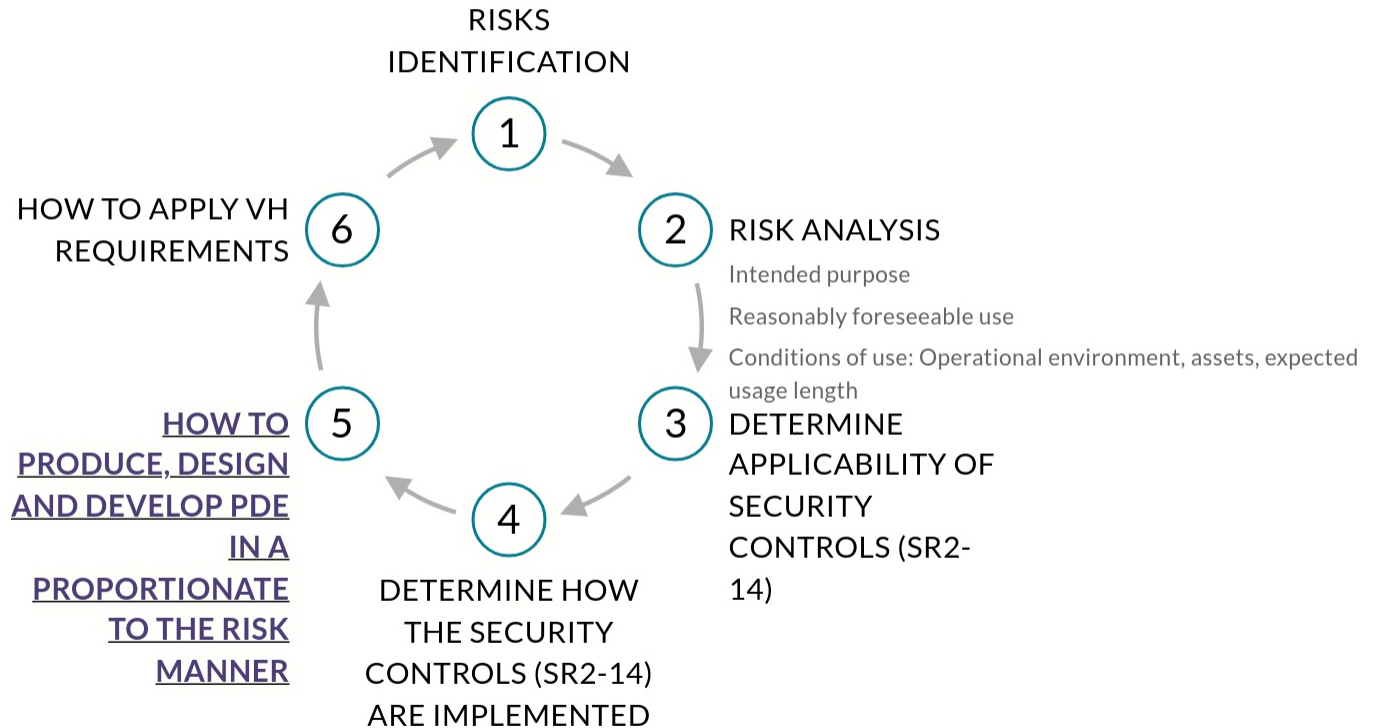 RISKS
IDENTIFICATION
1
2
RISK ANALYSIS
Intended purpose
Reasonably foreseeable use
Conditions of use: Operational environment, assets, expected
usage length
3
DETERMINE
APPLICABILITY OF
SECURITY
CONTROLS (SR2-
14)
4
DETERMINE HOW
THE SECURITY
CONTROLS (SR2-14)
ARE IMPLEMENTED
5
HOW TO
PRODUCE, DESIGN
AND DEVELOP PDE
IN A
PROPORTIONATE
TO THE RISK
MANNER
6
HOW TO APPLY VH
REQUIREMENTS